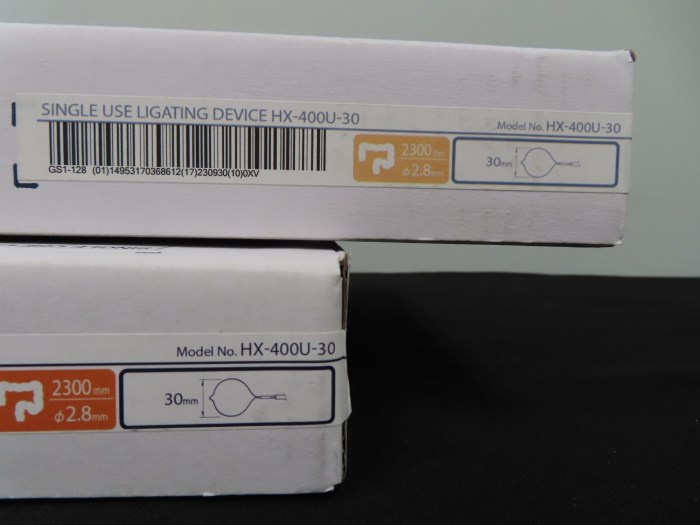 SINGLE USE LIGATING DEVICE HX-400U-30
GS1-128 (01)14953170368612(17)230930(10)0XV
Model No. HX-400U-30
2300mm
φ2.8mm
30mm
Model No. HX-400U-30
2300mm
φ2.8mm
30mm